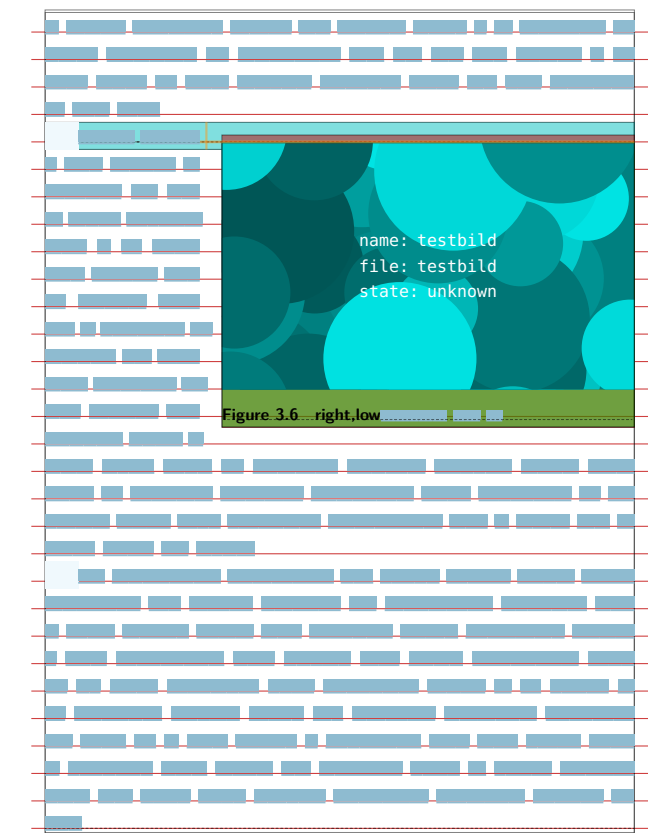 name: testbild
file: testbild
state: unknown
Figure 3.6 right,low